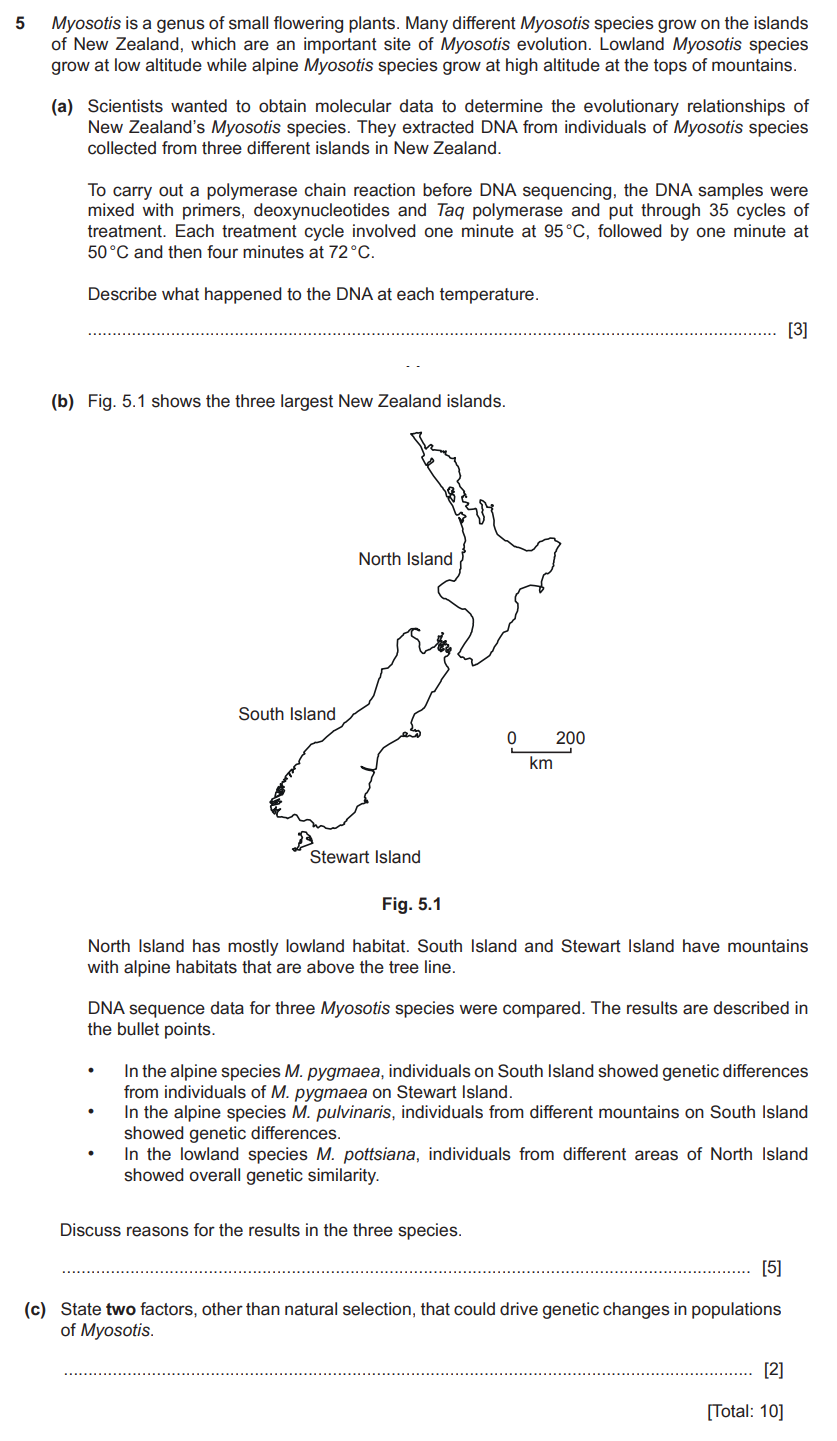 5 Myosotis is a genus of small flowering plants. Many different Myosotis species grow on the islands
of New Zealand, which are an important site of Myosotis evolution. Lowland Myosotis species
grow at low altitude while alpine Myosotis species grow at high altitude at the tops of mountains.
(a) Scientists wanted to obtain molecular data to determine the evolutionary relationships of
New Zealand's Myosotis species. They extracted DNA from individuals of Myosotis species
collected from three different islands in New Zealand.
To carry out a polymerase chain reaction before DNA sequencing, the DNA samples were
mixed with primers, deoxynucleotides and Taq polymerase and put through 35 cycles of
treatment. Each treatment cycle involved one minute at 95 °C, followed by one minute at
50 °C and then four minutes at 72 °C.
Describe what happened to the DNA at each temperature.
.......................................................................................................................................... [3]
(b) Fig. 5.1 shows the three largest New Zealand islands.
North Island
South Island
0 200
km
Stewart Island
Fig. 5.1
North Island has mostly lowland habitat. South Island and Stewart Island have mountains
with alpine habitats that are above the tree line.
DNA sequence data for three Myosotis species were compared. The results are described in
the bullet points.
• In the alpine species M. pygmaea, individuals on South Island showed genetic differences
from individuals of M. pygmaea on Stewart Island.
• In the alpine species M. pulvinaris, individuals from different mountains on South Island
showed genetic differences.
• In the lowland species M. pottsiana, individuals from different areas of North Island
showed overall genetic similarity.
Discuss reasons for the results in the three species.
.......................................................................................................................................... [5]
(c) State two factors, other than natural selection, that could drive genetic changes in populations
of Myosotis.
.......................................................................................................................................... [2]
[Total: 10]